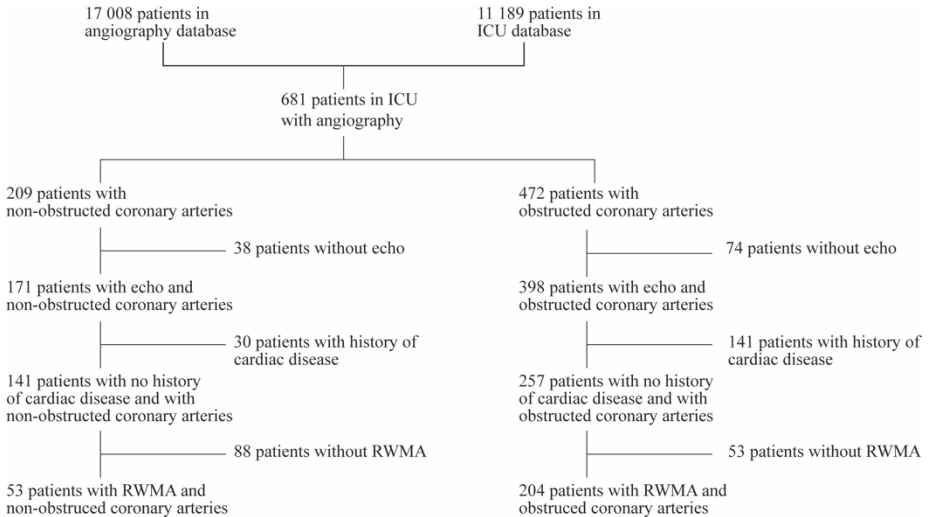 17 008 patients in
angiography database
11 189 patients in
ICU database
681 patients in ICU
with angiography
209 patients with
non-obstructed coronary arteries
472 patients with
obstructed coronary arteries
38 patients without echo
74 patients without echo
171 patients with echo and
non-obstructed coronary arteries
398 patients with echo and
obstructed coronary arteries
30 patients with history of
cardiac disease
141 patients with history of
cardiac disease
141 patients with no history
of cardiac disease and with
non-obstructed coronary arteries
257 patients with no history
of cardiac disease and with
obstructed coronary arteries
88 patients without RWMA
53 patients without RWMA
53 patients with RWMA and
non-obstruced coronary arteries
204 patients with RWMA and
obstruced coronary arteries